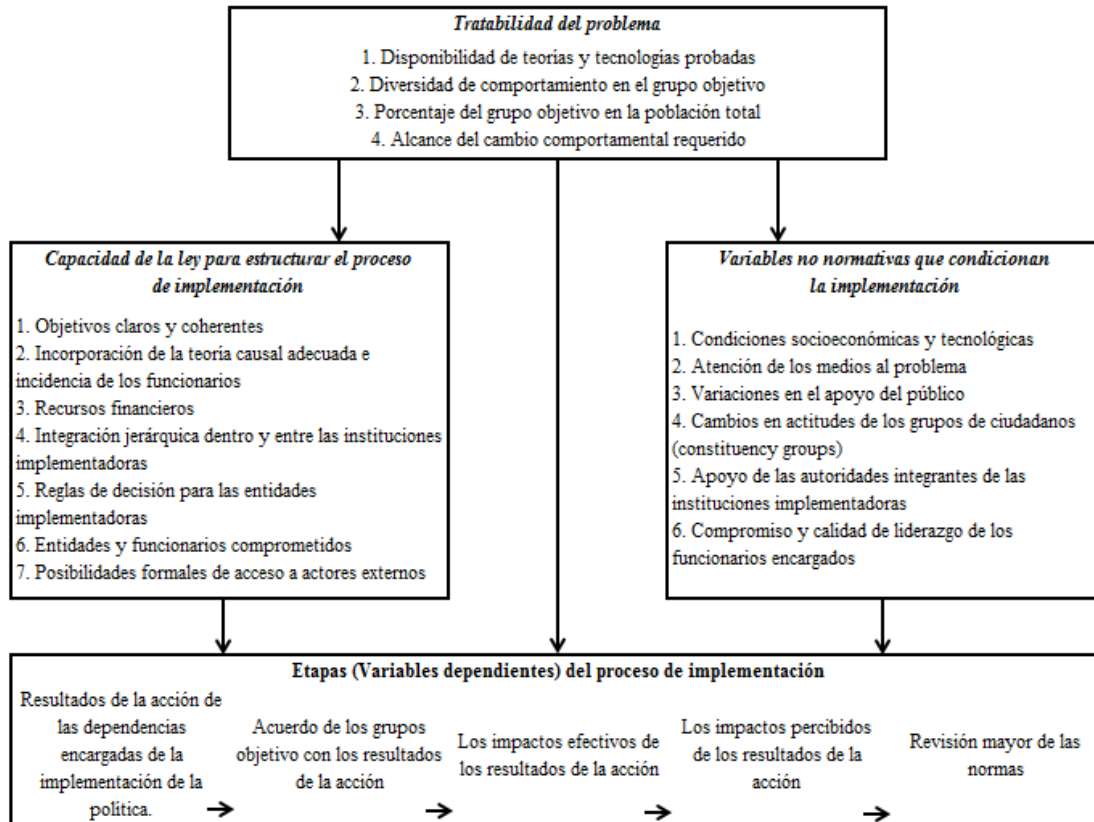 Tratabilidad del problema
1. Disponibilidad de teorías y tecnologías probadas
2. Diversidad de comportamiento en el grupo objetivo
3. Porcentaje del grupo objetivo en la población total
4. Alcance del cambio comportamental requerido
Capacidad de la ley para estructurar el proceso
de implementación
1. Objetivos claros y coherentes
2. Incorporación de la teoría causal adecuada e
incidencia de los funcionarios
3. Recursos financieros
4. Integración jerárquica dentro y entre las instituciones
implementadoras
5. Reglas de decisión para las entidades
implementadoras
6. Entidades y funcionarios comprometidos
7. Posibilidades formales de acceso a actores externos
Variables no normativas que condicionan
la implementación
1. Condiciones socioeconómicas y tecnológicas
2. Atención de los medios al problema
3. Variaciones en el apoyo del público
4. Cambios en actitudes de los grupos de ciudadanos
(constituency groups)
5. Apoyo de las autoridades integrantes de las
instituciones implementadoras
6. Compromiso y calidad de liderazgo de los
funcionarios encargados
Etapas (Variables dependientes) del proceso de implementación
Resultados de la acción de
las dependencias
encargadas de la
implementación de la
política.
Acuerdo de los grupos
objetivo con los resultados
de la acción
Los impactos efectivos de
los resultados de la acción
Los impactos percibidos
de los resultados de la
acción
Revisión mayor de las
normas